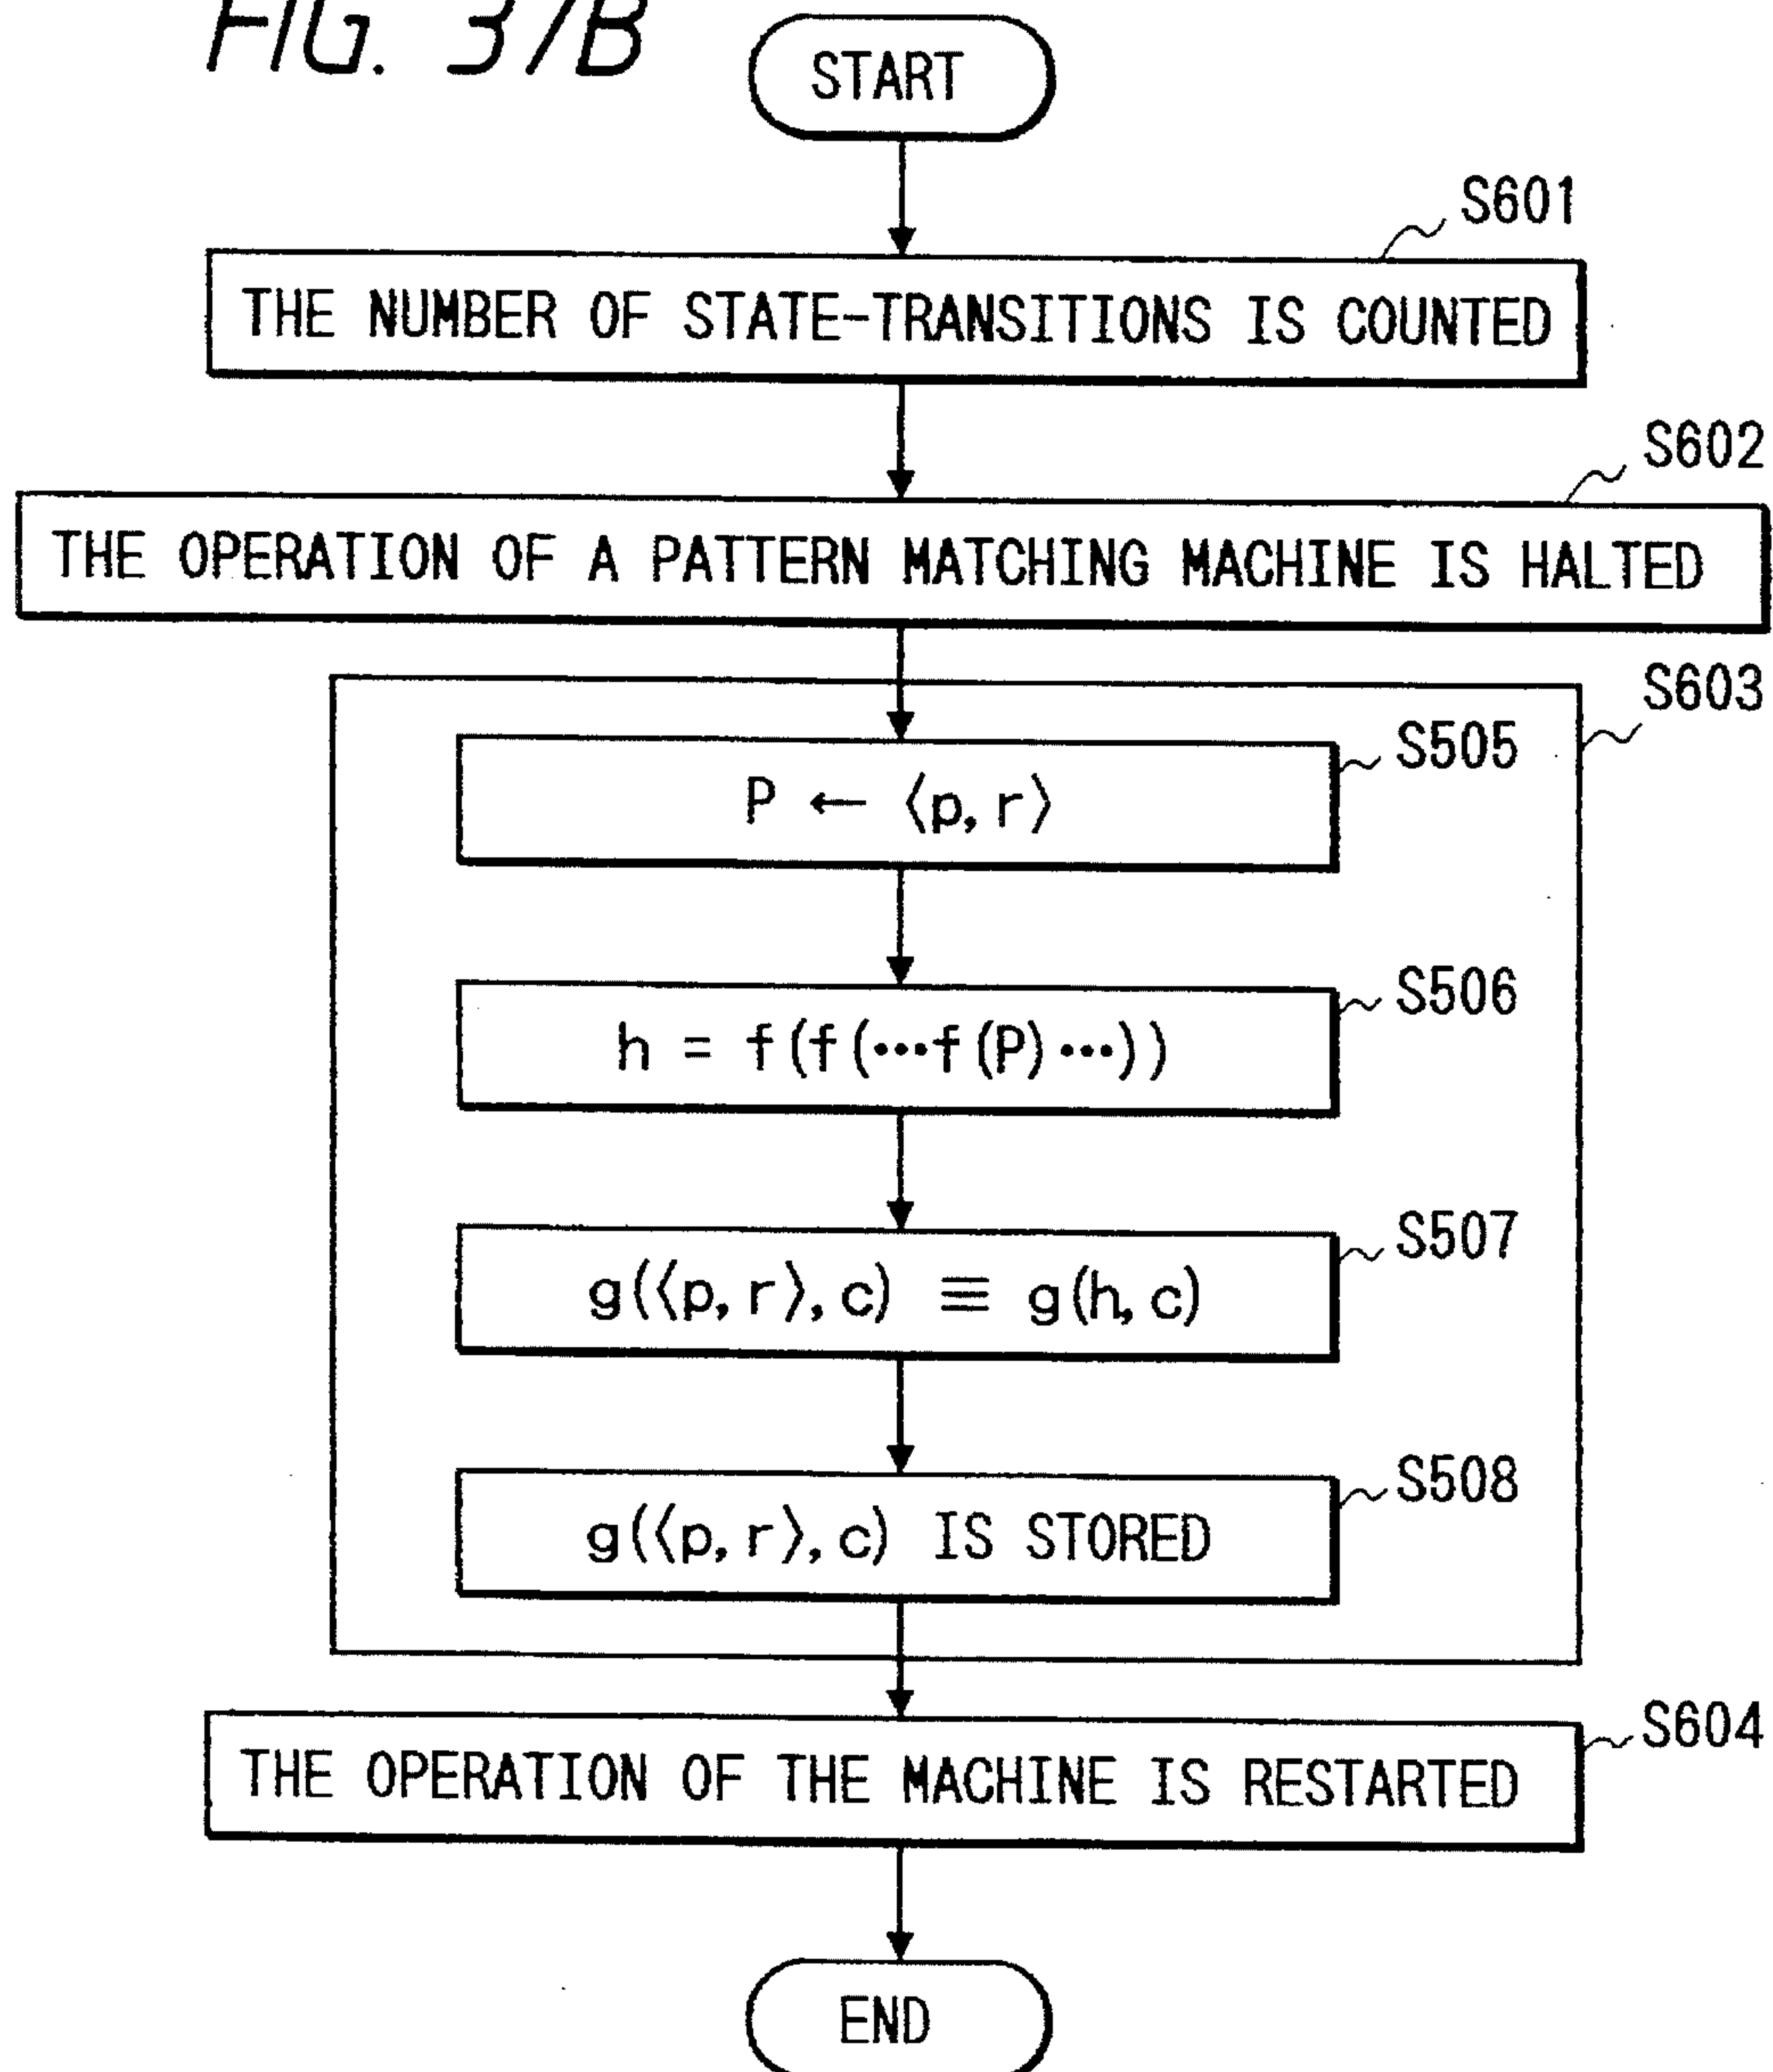 FIG. 37B
START
S601
THE NUMBER OF STATE-TRANSITIONS IS COUNTED
S602
THE OPERATION OF A PATTERN MATCHING MACHINE IS HALTED
S603
S505
P ← ⟨p, r⟩
S506
h = f(f(···f(P)···))
S507
g(⟨p, r⟩, c) ≡ g(h, c)
S508
g(⟨p, r⟩, c) IS STORED
S604
THE OPERATION OF THE MACHINE IS RESTARTED
END